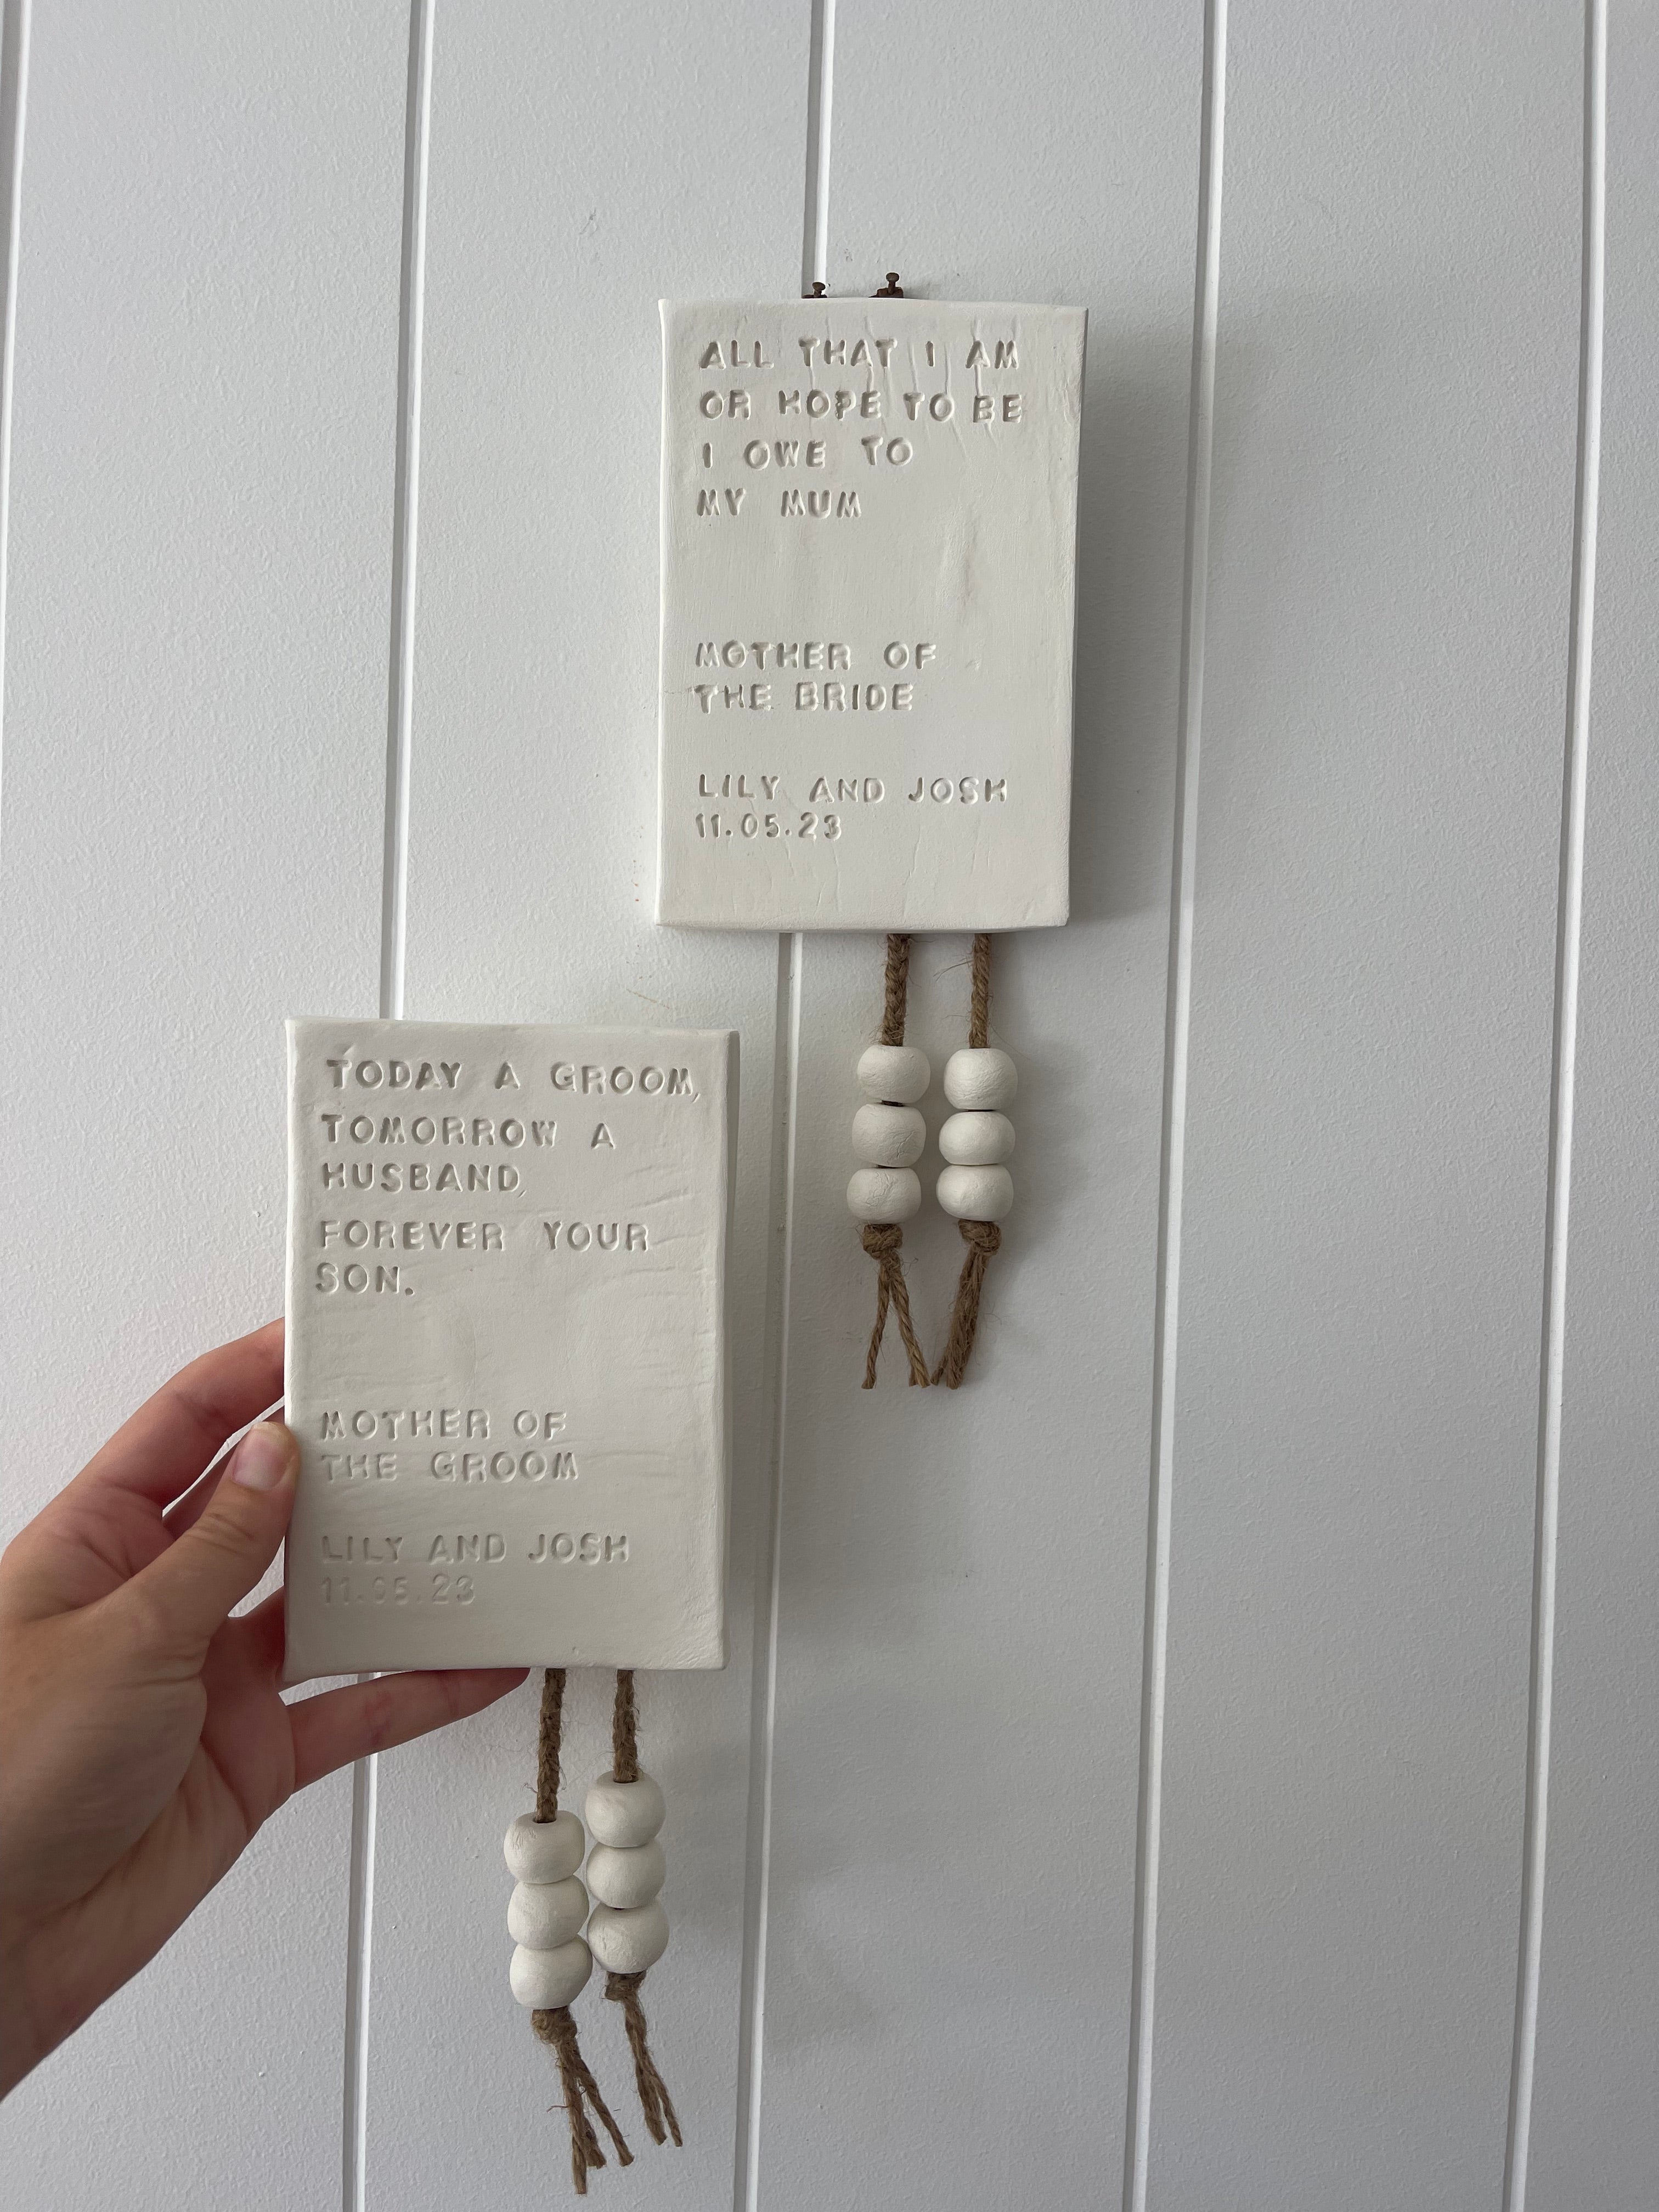 ALL THAT I AM
OR HOPE TO BE
I OWE TO
MY MUM
MOTHER OF
THE BRIDE
LILY AND JOSH
11.05.23
TODAY A GROOM,
TOMORROW A
HUSBAND,
FOREVER YOUR
SON.
MOTHER OF
THE GROOM
LILY AND JOSH
11.05.23